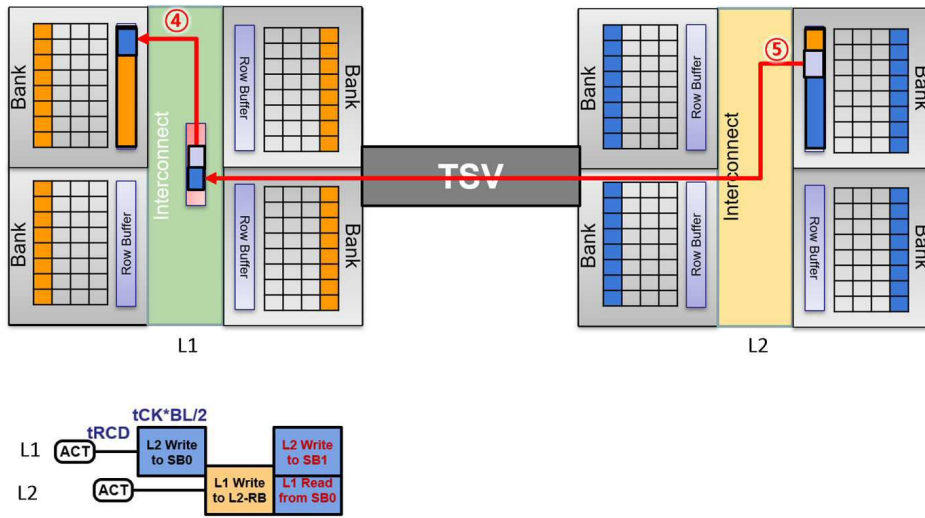 ④
⑤
Bank
Row Buffer
Bank
Bank
Row Buffer
Bank
Interconnect
TSV
Interconnect
Bank
Row Buffer
Row Buffer
Bank
Bank
Row Buffer
Row Buffer
Bank
L1
L2
tCK*BL/2
tRCD
L1
ACT
L2 Write
to SB0
L2 Write
to SB1
L2
ACT
L1 Write
to L2-RB
L1 Read
from SB0